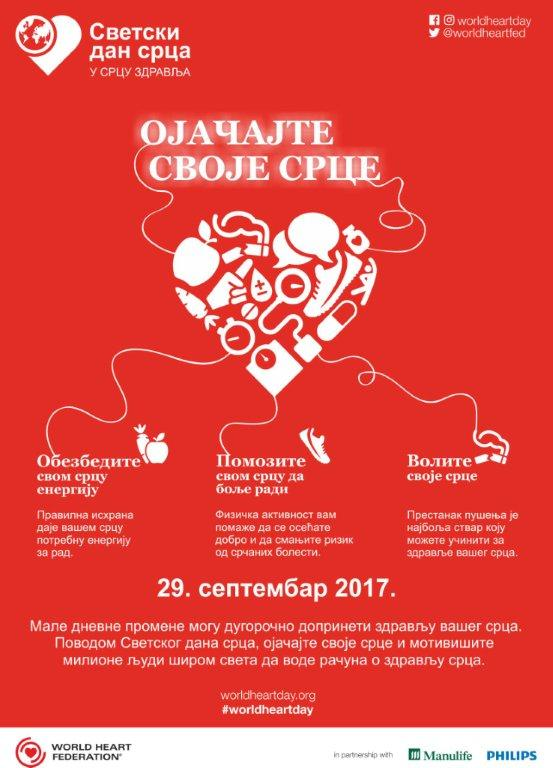 Светски
дан срца
У СРЦУ ЗДРАВЉА
worldheartday
@worldheartfed
ОЈАЧАЈТЕ
СВОЈЕ СРЦЕ
Обезбедите
свом срцу
енергију
Правилна исхрана
даје вашем срцу
потребну енергију
за рад.
Помозите
свом срцу да
боље ради
Физичка активност вам
помаже да се осећате
добро и да смањите ризик
од срчаних болести.
Волите
своје срце
Престанак пушења је
најбоља ствар коју
можете учинити за
здравље вашег срца.
29. септембар 2017.
Мале дневне промене могу дугорочно допринети здрављу вашег срца.
Поводом Светског дана срца, ојачајте своје срце и мотивишите
милионе људи широм света да воде рачуна о здрављу срца.
worldheartday.org
#worldheartday
WORLD HEART
FEDERATION®
in partnership with
Manulife
PHILIPS